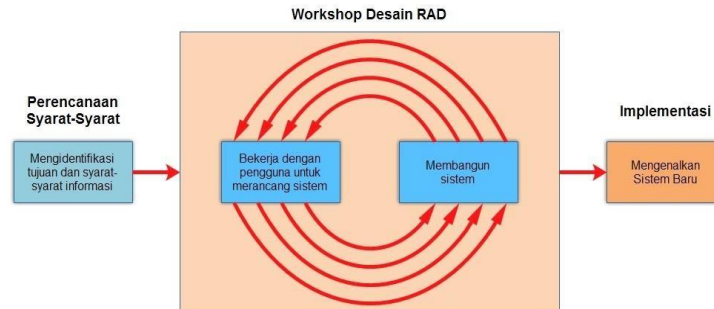 Workshop Desain RAD
Perencanaan
Syarat-Syarat
Mengidentifikasi
tujuan dan syarat-
syarat informasi
Bekerja dengan
pengguna untuk
merancang sistem
Membangun
sistem
Implementasi
Mengenalkan
Sistem Baru